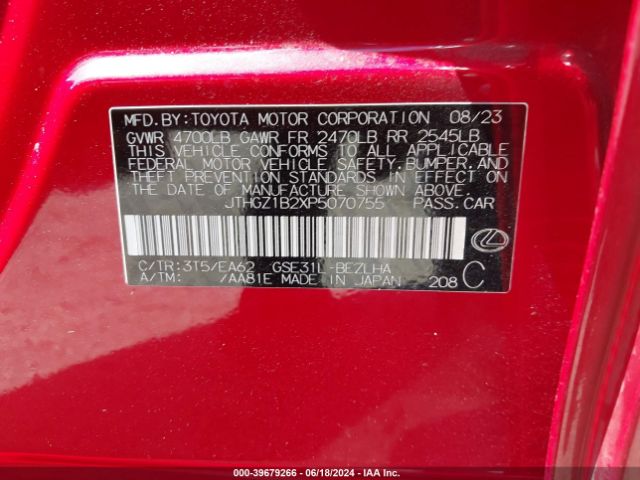 MFD.BY:TOYOTA MOTOR CORPORATION 08/23
GVWR 4700LB GAWR FR 2470LB RR 2545LB
THIS VEHICLE CONFORMS TO ALL APPLICABLE
FEDERAL MOTOR VEHICLE SAFETY,BUMPER,AND
THEFT PREVENTION STANDARDS IN EFFECT ON
THE DATE OF MANUFACTURE SHOWN ABOVE.
JTHGZ1B2XP5070755 PASS.CAR
C/TR:3T5/EA62 GSE31L-BEZLHA
A/TM: /AA81E MADE IN JAPAN 208 C
000-39679266 - 06/18/2024 - IAA Inc.